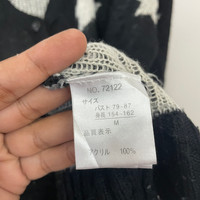 NO. 72122
サイズ
バスト 79-87
身長 154-162
M
品質表示
アクリル 100%